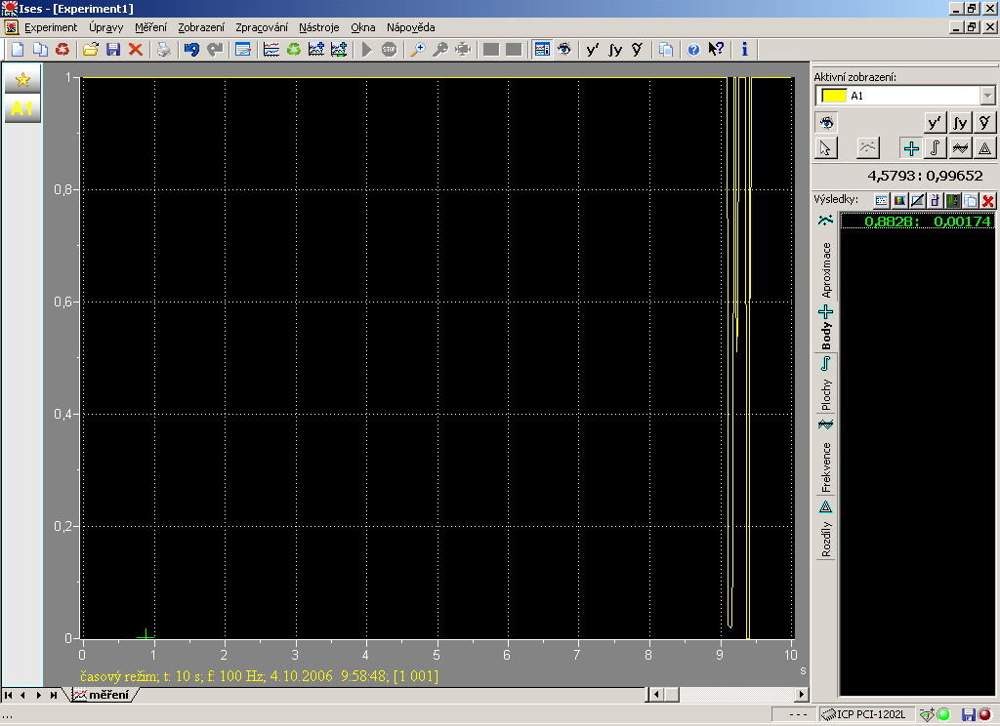 Ises - [Experiment1]
Experiment Úpravy Měření Zobrazení Zpracování Nástroje Okna Nápověda
STOP y′ ∫y ỹ ? ? i
A1
1
0,8
0,6
0,4
0,2
0
0 1 2 3 4 5 6 7 8 9 10
s
časový režim; t: 10 s; f: 100 Hz; 4.10.2006 9:58:48; [1 001]
měření
Aktivní zobrazení:
A1
y′ ∫y ỹ
4,5793 : 0,99652
Výsledky:
0,8828 : 0,00174
Aproximace
Body
Plochy
Frekvence
Rozdíly
... - - - ICP PCI-1202L